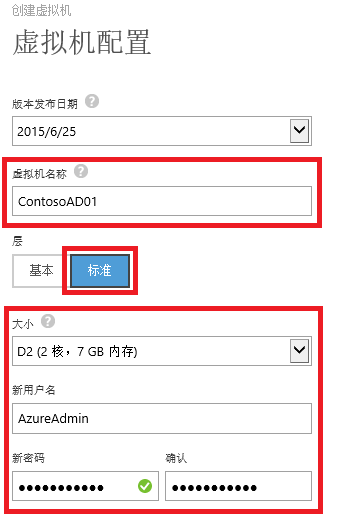 创建虚拟机
虚拟机配置
版本发布日期 ?
2015/6/25
虚拟机名称 ?
ContosoAD01
层
基本 标准
大小 ?
D2 (2 核，7 GB 内存)
新用户名
AzureAdmin
新密码 确认
●●●●●●●●●●● ●●●●●●●●●●●